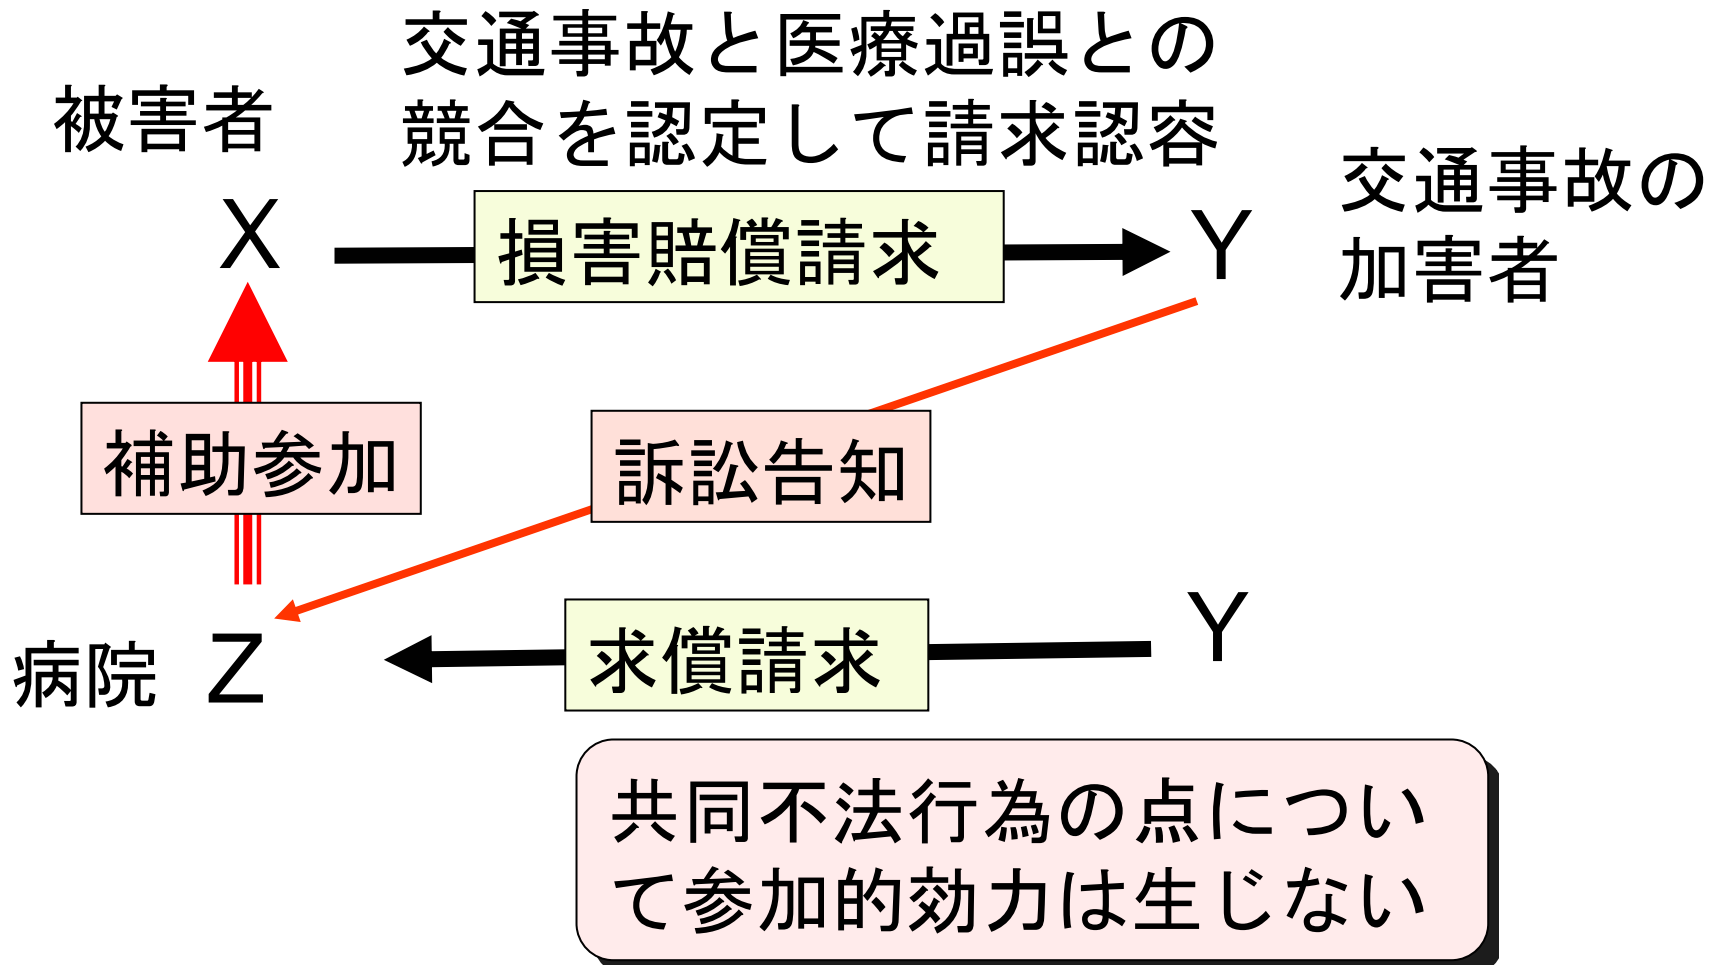 交通事故と医療過誤との
競合を認定して請求認容
被害者
交通事故の
加害者
X
損害賠償請求
Y
補助参加
訴訟告知
病院 Z
求償請求
Y
共同不法行為の点につい
て参加的効力は生じない